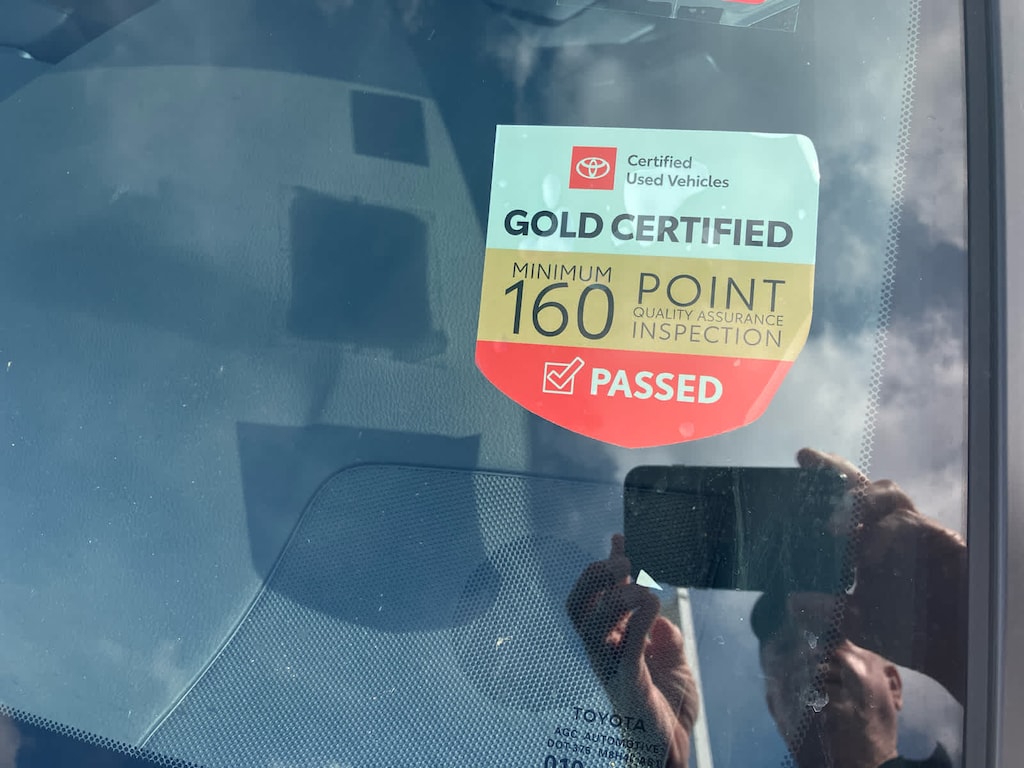 Certified
Used Vehicles
GOLD CERTIFIED
MINIMUM
160
POINT
QUALITY ASSURANCE
INSPECTION
PASSED
TOYOTA
AGC AUTOMOTIVE